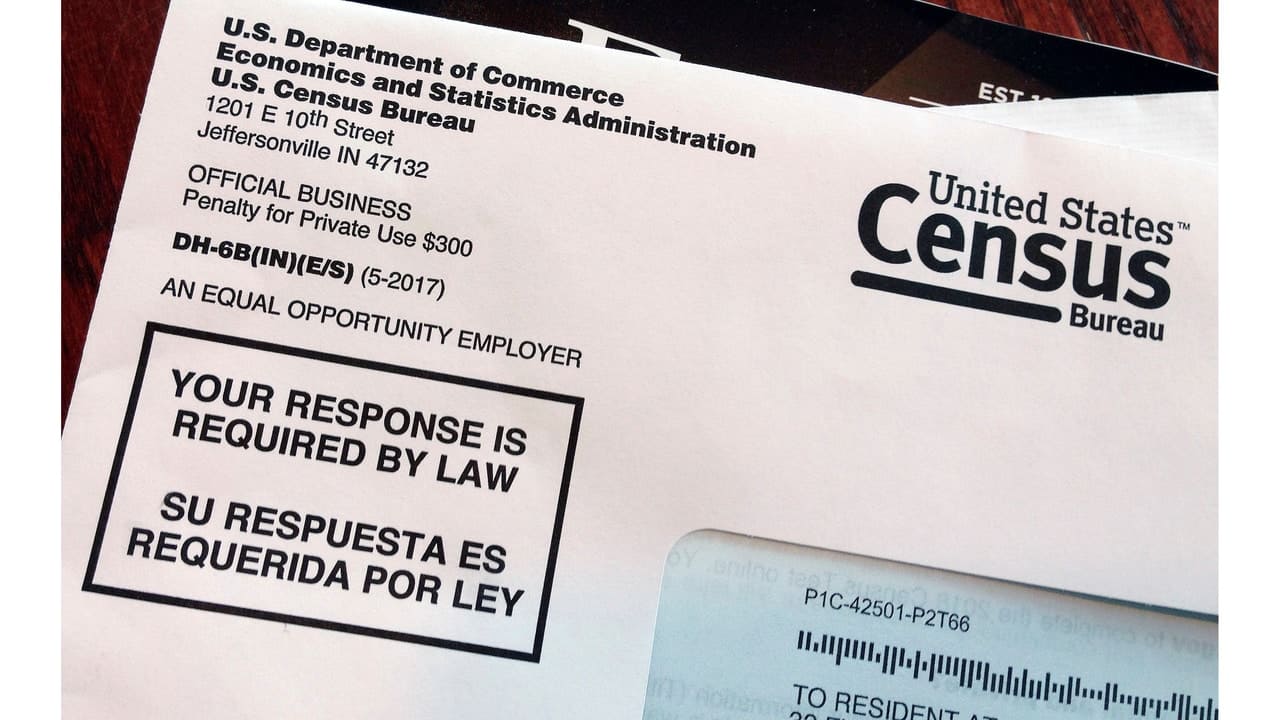 U.S. Department of Commerce
Economics and Statistics Administration
U.S. Census Bureau
1201 E 10th Street
Jeffersonville IN 47132
OFFICIAL BUSINESS
Penalty for Private Use $300
DH-6B(IN)(E/S) (5-2017)
AN EQUAL OPPORTUNITY EMPLOYER
YOUR RESPONSE IS
REQUIRED BY LAW
SU RESPUESTA ES
REQUERIDA POR LEY
EST
United States™
Census
Bureau
P1C-42501-P2T66
TO RESIDENT